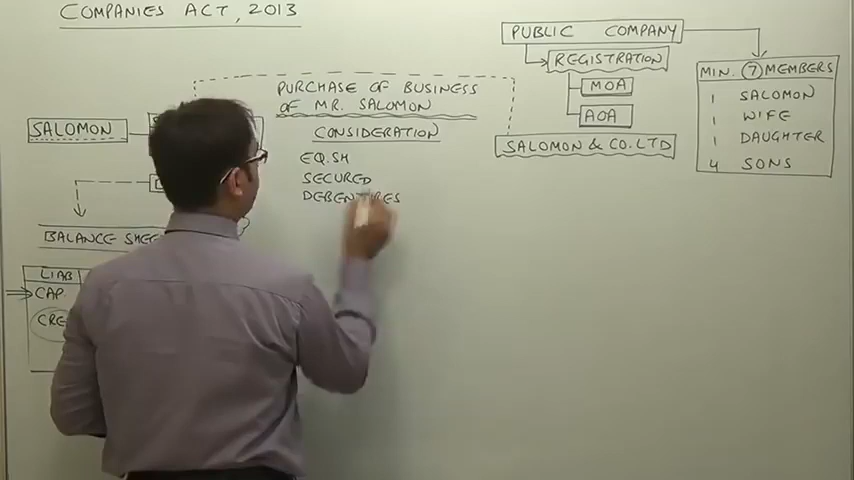 COMPANIES ACT, 2013
PUBLIC COMPANY
REGISTRATION
MOA
AOA
SALOMON & CO. LTD
MIN. 7 MEMBERS
1 SALOMON
1 WIFE
1 DAUGHTER
4 SONS
PURCHASE OF BUSINESS
OF MR. SALOMON
CONSIDERATION
EQ.SH
SECURED
DEBENTURES
SALOMON
BALANCE
LIAB
CAP.